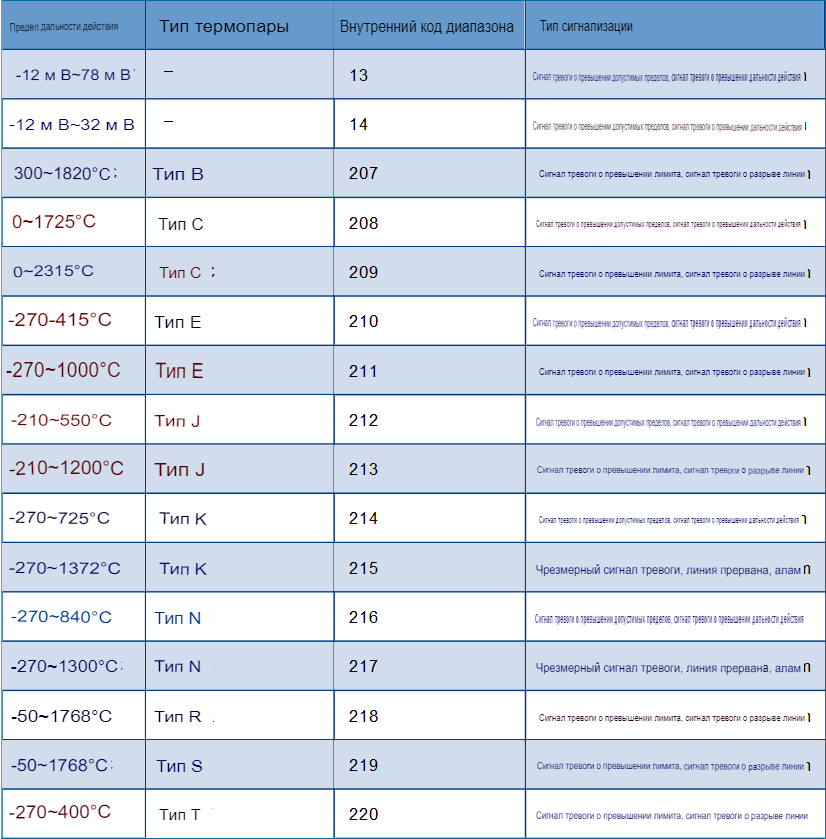 Предел дальности действия Тип термопары Внутренний код диапазона Тип сигнализации
-12 м В~78 м В – 13 Сигнал тревоги о превышении допустимых пределов, сигнал тревоги о превышении дальности действия
-12 м В~32 м В – 14 Сигнал тревоги о превышении допустимых пределов, сигнал тревоги о превышении дальности действия
300~1820°C Тип B 207 Сигнал тревоги о превышении лимита, сигнал тревоги о разрыве линии
0~1725°C Тип C 208 Сигнал тревоги о превышении допустимых пределов, сигнал тревоги о превышении дальности действия
0~2315°C Тип C 209 Сигнал тревоги о превышении лимита, сигнал тревоги о разрыве линии
-270-415°C Тип E 210 Сигнал тревоги о превышении допустимых пределов, сигнал тревоги о превышении дальности действия
-270~1000°C Тип E 211 Сигнал тревоги о превышении лимита, сигнал тревоги о разрыве линии
-210~550°C Тип J 212 Сигнал тревоги о превышении допустимых пределов, сигнал тревоги о превышении дальности действия
-210~1200°C Тип J 213 Сигнал тревоги о превышении лимита, сигнал тревоги о разрыве линии
-270~725°C Тип K 214 Сигнал тревоги о превышении допустимых пределов, сигнал тревоги о превышении дальности действия
-270~1372°C Тип K 215 Чрезмерный сигнал тревоги, линия прервана, алам
-270~840°C Тип N 216 Сигнал тревоги о превышении допустимых пределов, сигнал тревоги о превышении дальности действия
-270~1300°C Тип N 217 Чрезмерный сигнал тревоги, линия прервана, алам
-50~1768°C Тип R 218 Сигнал тревоги о превышении лимита, сигнал тревоги о разрыве линии
-50~1768°C Тип S 219 Сигнал тревоги о превышении лимита, сигнал тревоги о разрыве линии
-270~400°C Тип T 220 Сигнал тревоги о превышении лимита, сигнал тревоги о разрыве линии